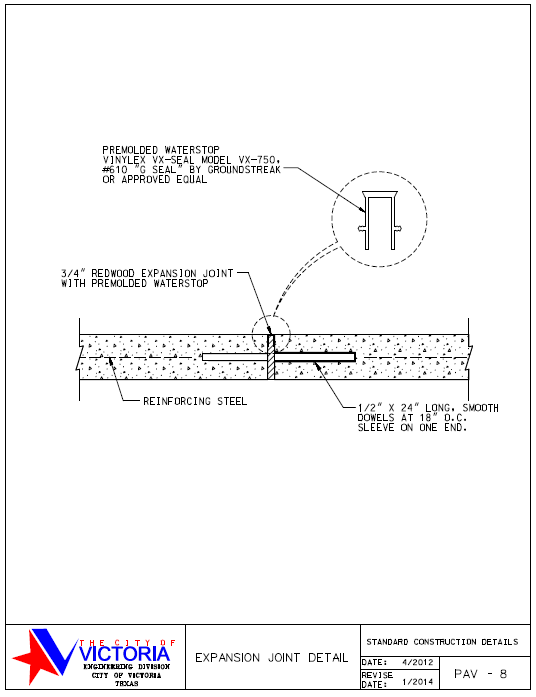 PREMOLDED WATERSTOP
VINYLEX VX-SEAL MODEL VX-750,
#610 "G SEAL" BY GROUNDSTREAK
OR APPROVED EQUAL
3/4" REDWOOD EXPANSION JOINT
WITH PREMOLDED WATERSTOP
REINFORCING STEEL
1/2" X 24" LONG, SMOOTH
DOWELS AT 18" O.C.
SLEEVE ON ONE END.
THE CITY OF
VICTORIA
ENGINEERING DIVISION
CITY OF VICTORIA
TEXAS
EXPANSION JOINT DETAIL
STANDARD CONSTRUCTION DETAILS
DATE: 4/2012
REVISE
DATE: 1/2014
PAV - 8